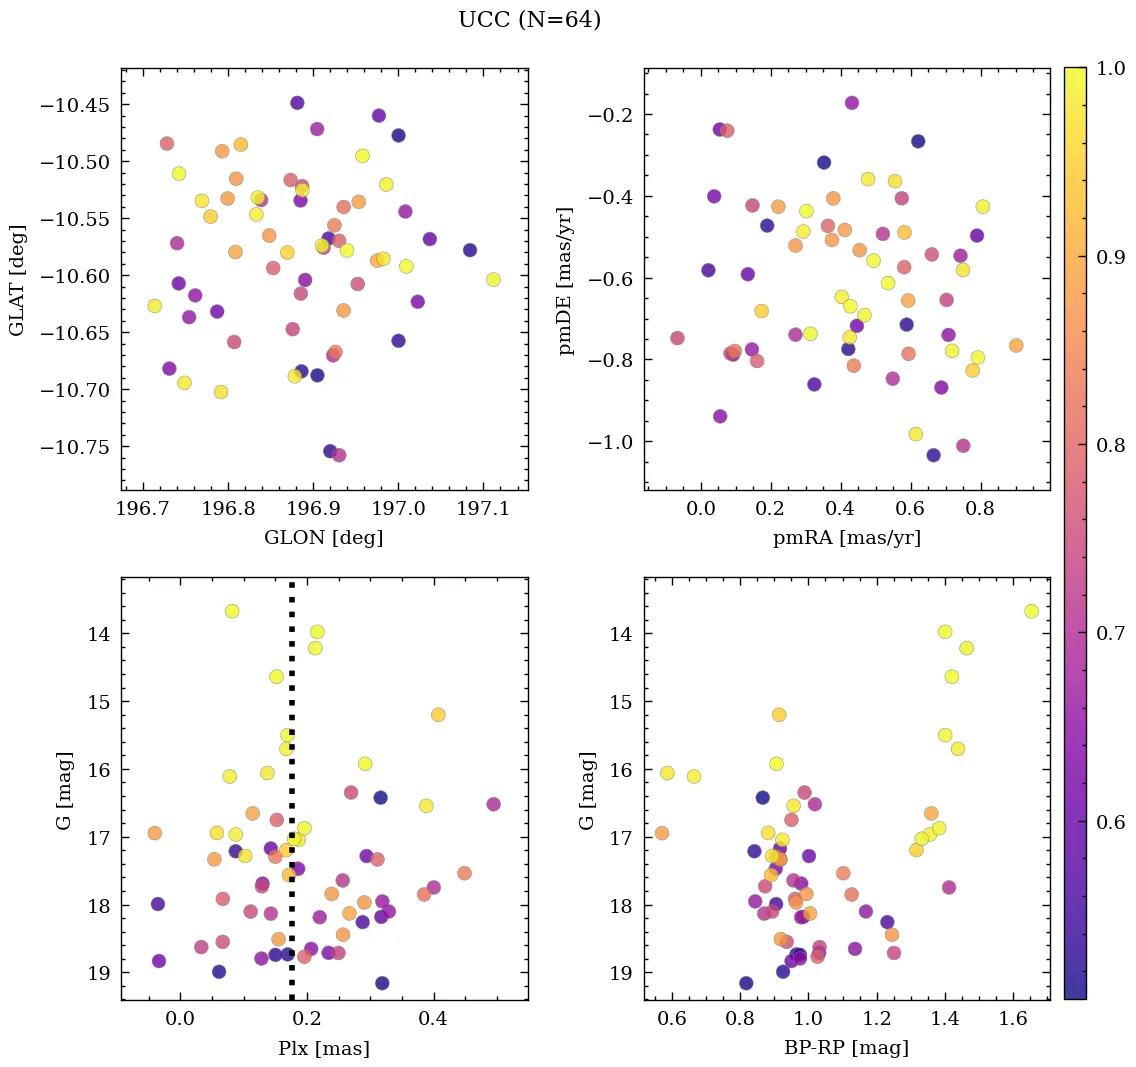 UCC (N=64)
−10.45
−10.50
−10.55
−10.60
−10.65
−10.70
−10.75
GLAT [deg]
196.7 196.8 196.9 197.0 197.1
GLON [deg]
−0.2
−0.4
−0.6
−0.8
−1.0
pmDE [mas/yr]
0.0 0.2 0.4 0.6 0.8
pmRA [mas/yr]
14
15
16
17
18
19
G [mag]
0.0 0.2 0.4
Plx [mas]
14
15
16
17
18
19
G [mag]
0.6 0.8 1.0 1.2 1.4 1.6
BP-RP [mag]
1.0
0.9
0.8
0.7
0.6